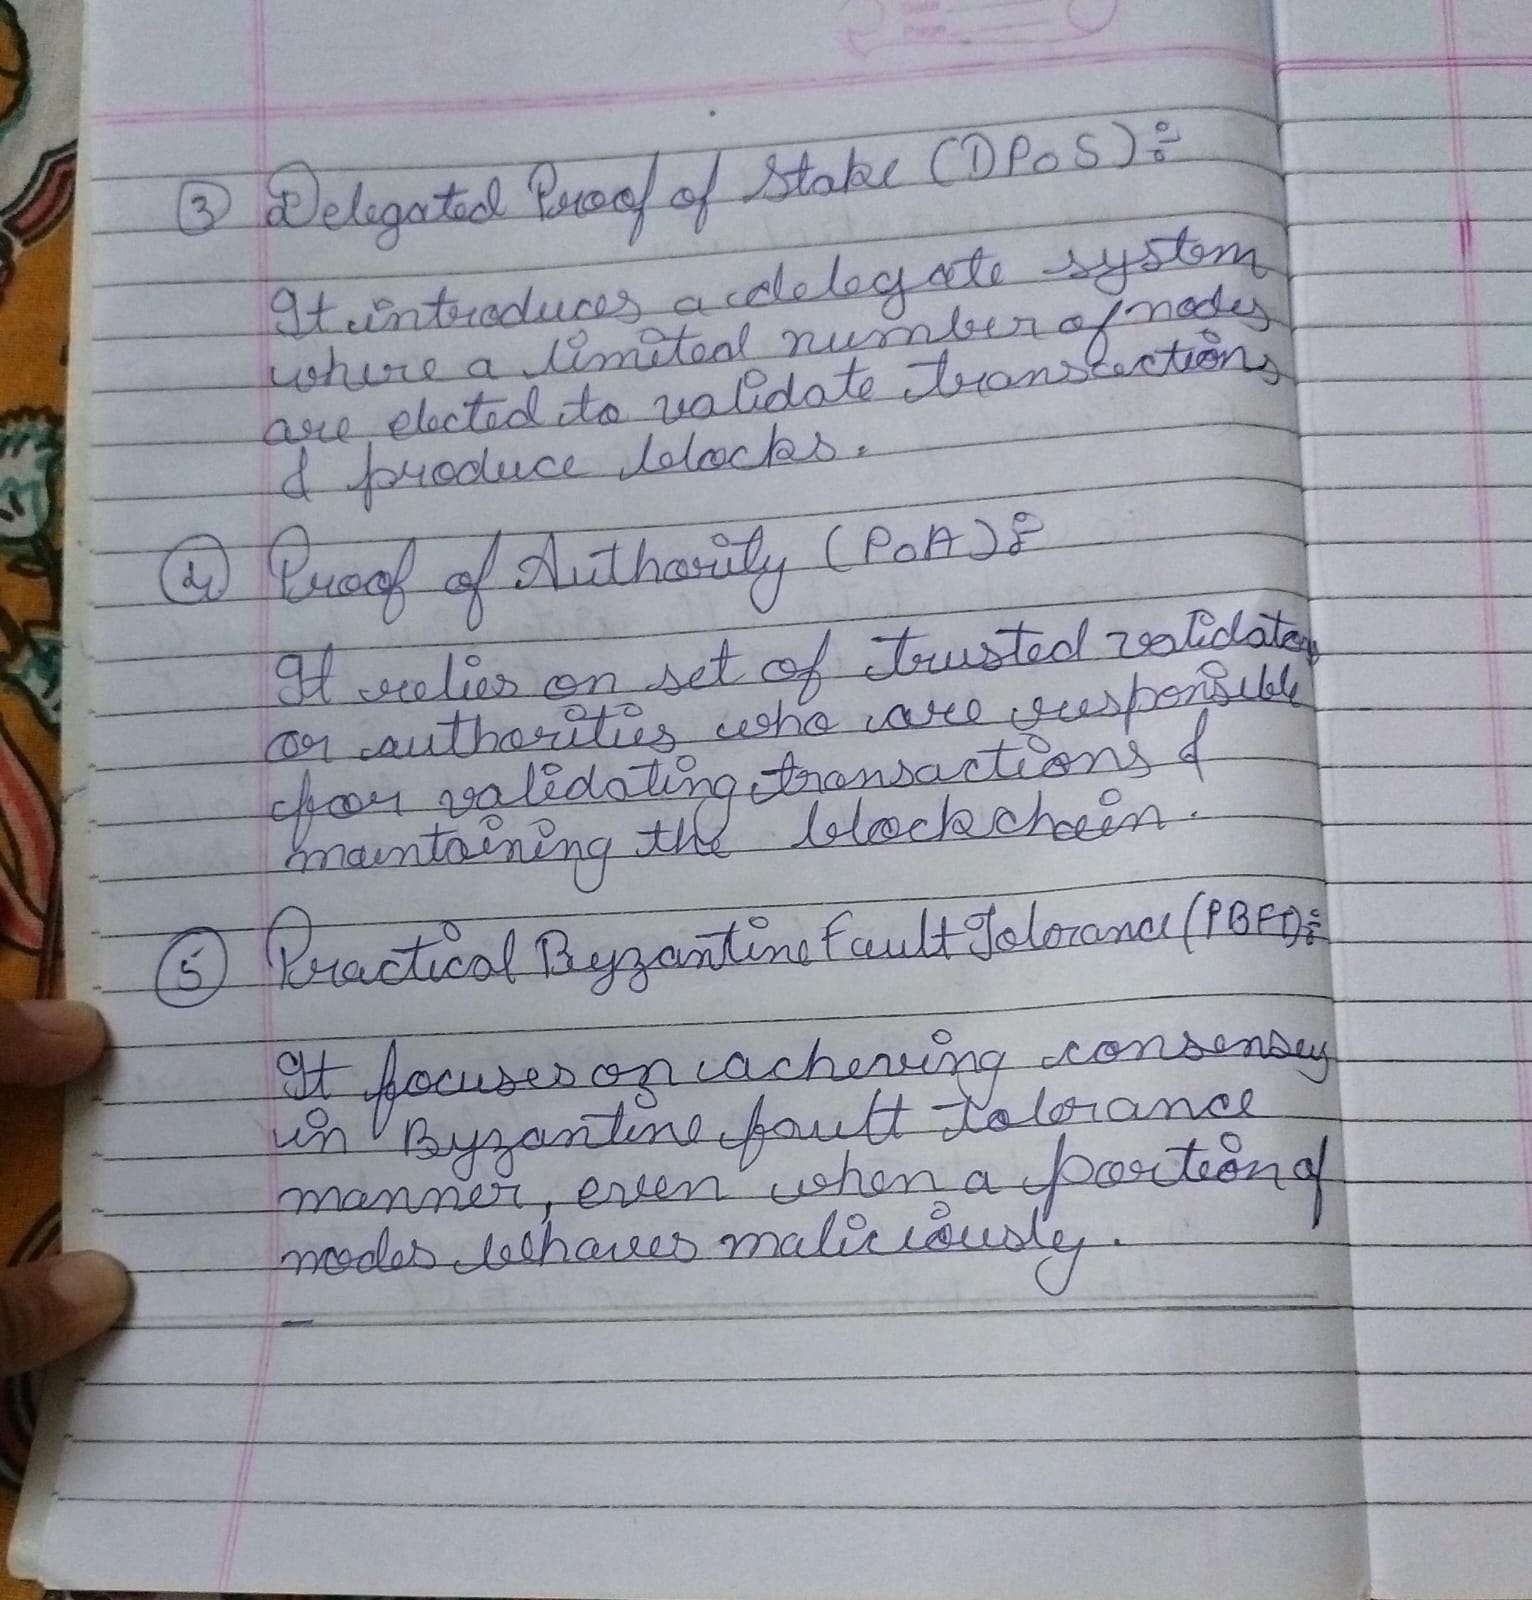 Date
Page
③ Delegated Proof of Stake (DPoS):
It introduces a delegate system
where a limited number of nodes
are elected to validate transactions
& produce blocks.
④ Proof of Authority (PoA):
It relies on set of trusted validators
or authorities who are responsible
for validating transactions &
maintaining the blockchain.
⑤ Practical Byzantine Fault Tolerance (PBFT):
It focuses on acheving consensus
in Byzantine fault tolerance
manner, even when a portion of
nodes behaves maliciously.